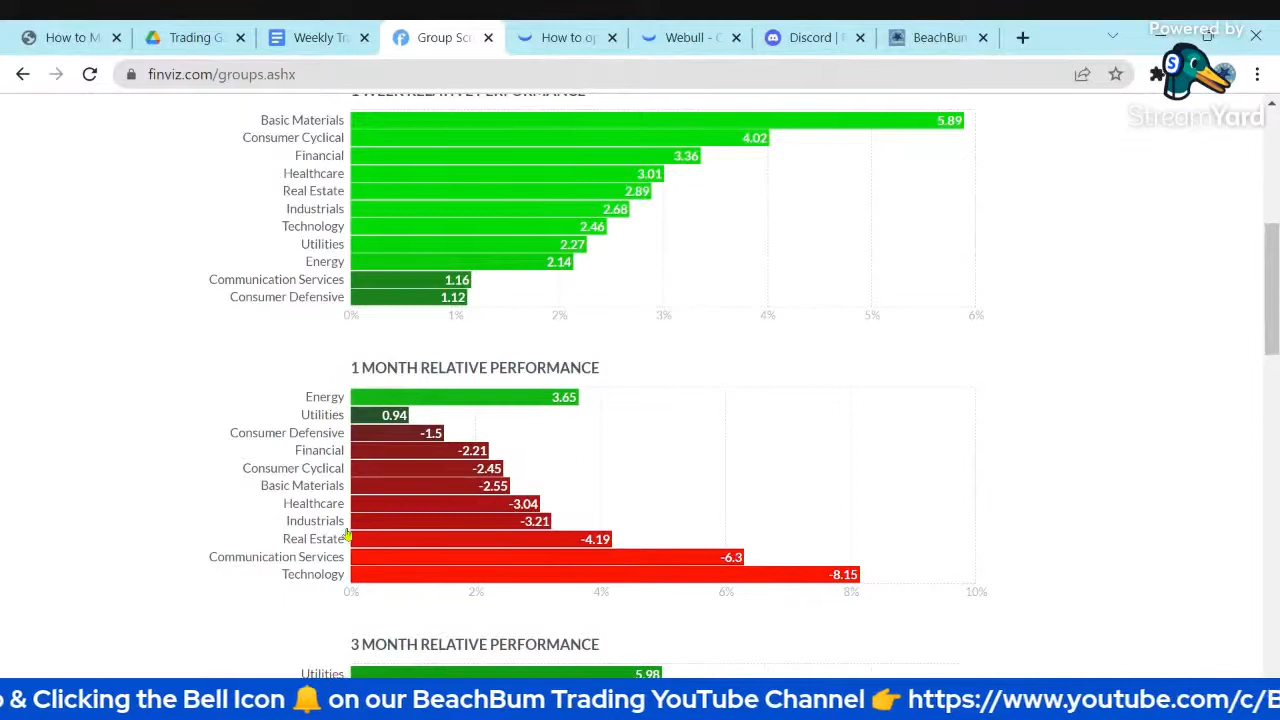 Powered by
How to M
Trading G
Weekly Tr
Group Scr
How to op
Webull - C
Discord | F
BeachBun
finviz.com/groups.ashx
S
StreamYard
1 WEEK RELATIVE PERFORMANCE
Basic Materials 5.89
Consumer Cyclical 4.02
Financial 3.36
Healthcare 3.01
Real Estate 2.89
Industrials 2.68
Technology 2.46
Utilities 2.27
Energy 2.14
Communication Services 1.16
Consumer Defensive 1.12
0% 1% 2% 3% 4% 5% 6%
1 MONTH RELATIVE PERFORMANCE
Energy 3.65
Utilities 0.94
Consumer Defensive -1.5
Financial -2.21
Consumer Cyclical -2.45
Basic Materials -2.55
Healthcare -3.04
Industrials -3.21
Real Estate -4.19
Communication Services -6.3
Technology -8.15
0% 2% 4% 6% 8% 10%
3 MONTH RELATIVE PERFORMANCE
Utilities 5.98
o & Clicking the Bell Icon 🔔 on our BeachBum Trading YouTube Channel 👉 https://www.youtube.com/c/B